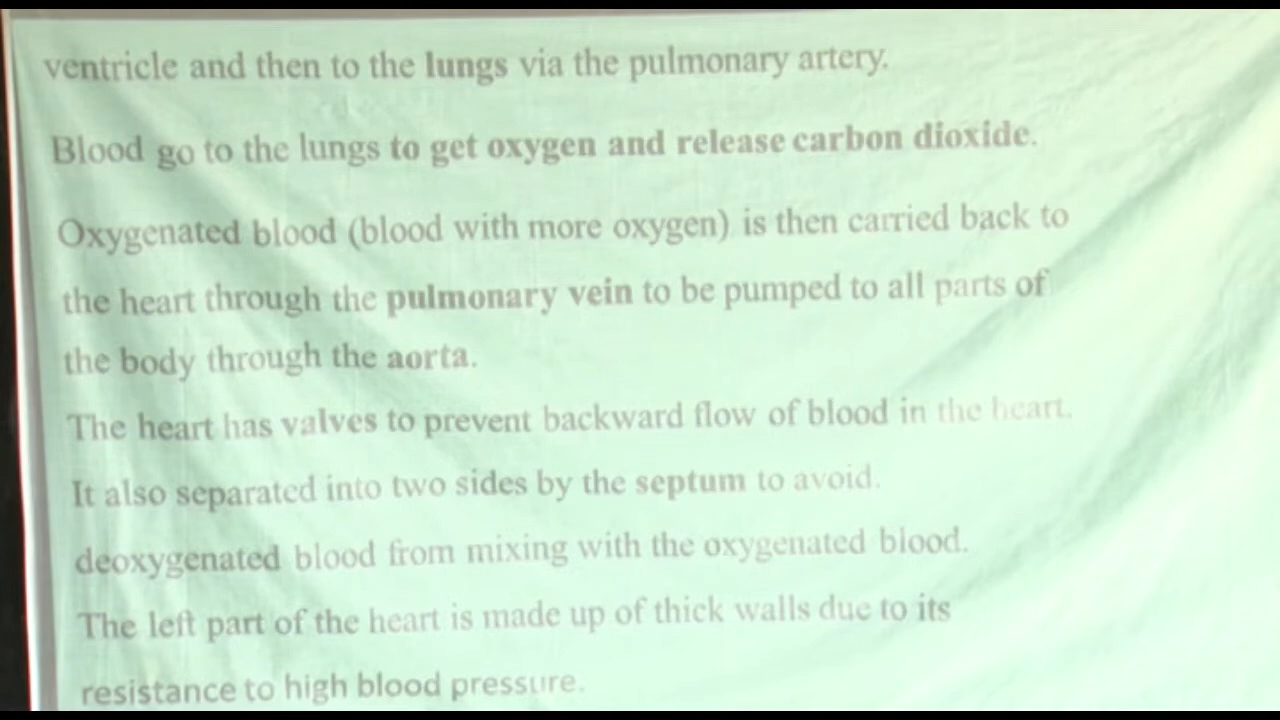 ventricle and then to the lungs via the pulmonary artery.
Blood go to the lungs to get oxygen and release carbon dioxide.
Oxygenated blood (blood with more oxygen) is then carried back to
the heart through the pulmonary vein to be pumped to all parts of
the body through the aorta.
The heart has valves to prevent backward flow of blood in the heart.
It also separated into two sides by the septum to avoid.
deoxygenated blood from mixing with the oxygenated blood.
The left part of the heart is made up of thick walls due to its
resistance to high blood pressure.